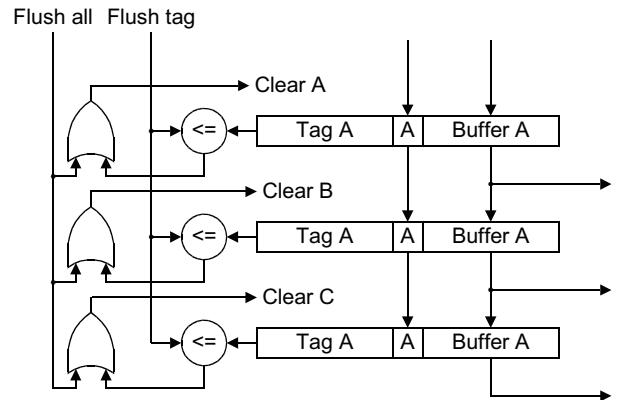 Flush all Flush tag
Clear A
<= Tag A A Buffer A
Clear B
<= Tag A A Buffer A
Clear C
<= Tag A A Buffer A